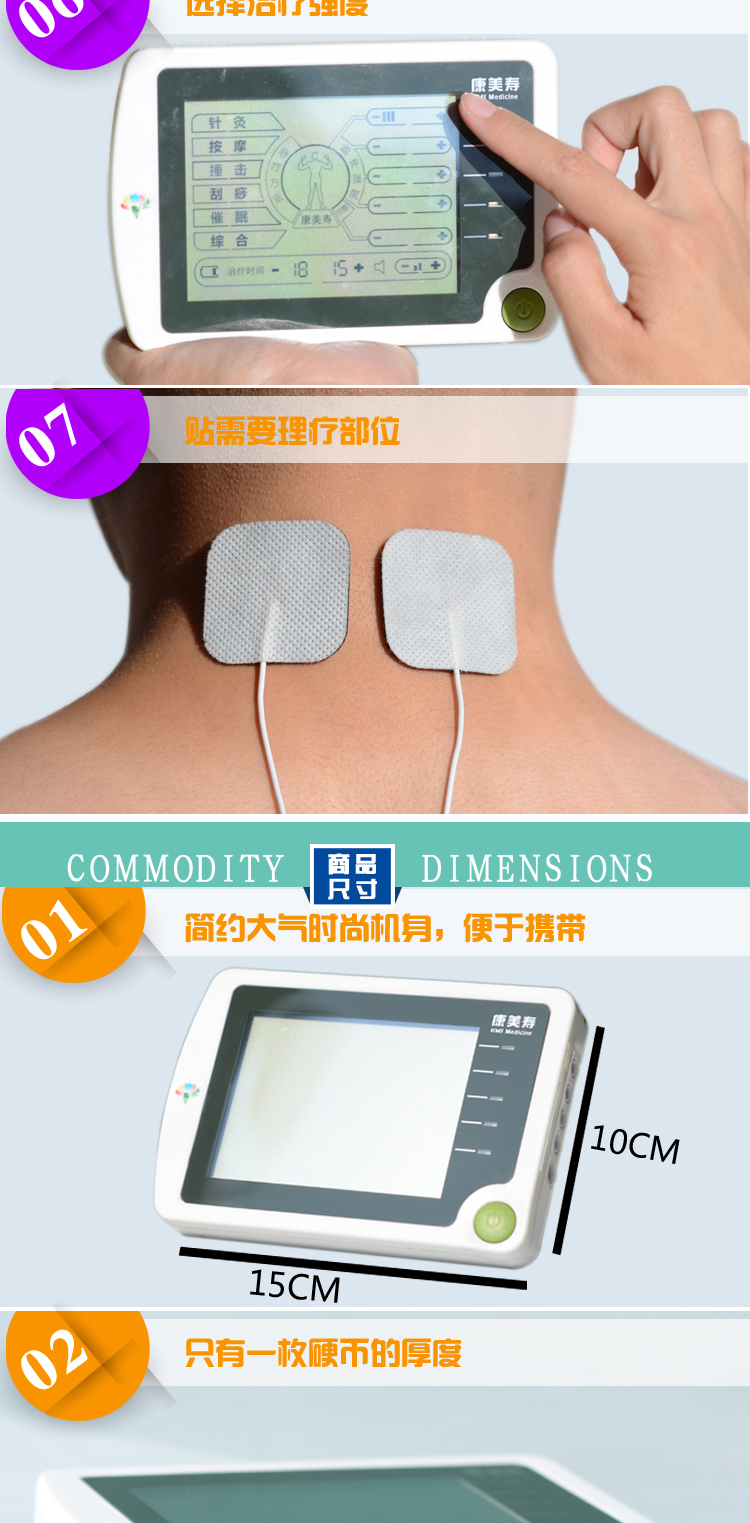 06
选择治疗强度
康美寿
KMI Medicine
针灸
按摩
捶击
刮痧
催眠
综合
康美寿
治疗时间 - 18 15 +
07
贴需要理疗部位
COMMODITY 商品尺寸 DIMENSIONS
01
简约大气时尚机身，便于携带
康美寿
KMI Medicine
10CM
15CM
02
只有一枚硬币的厚度